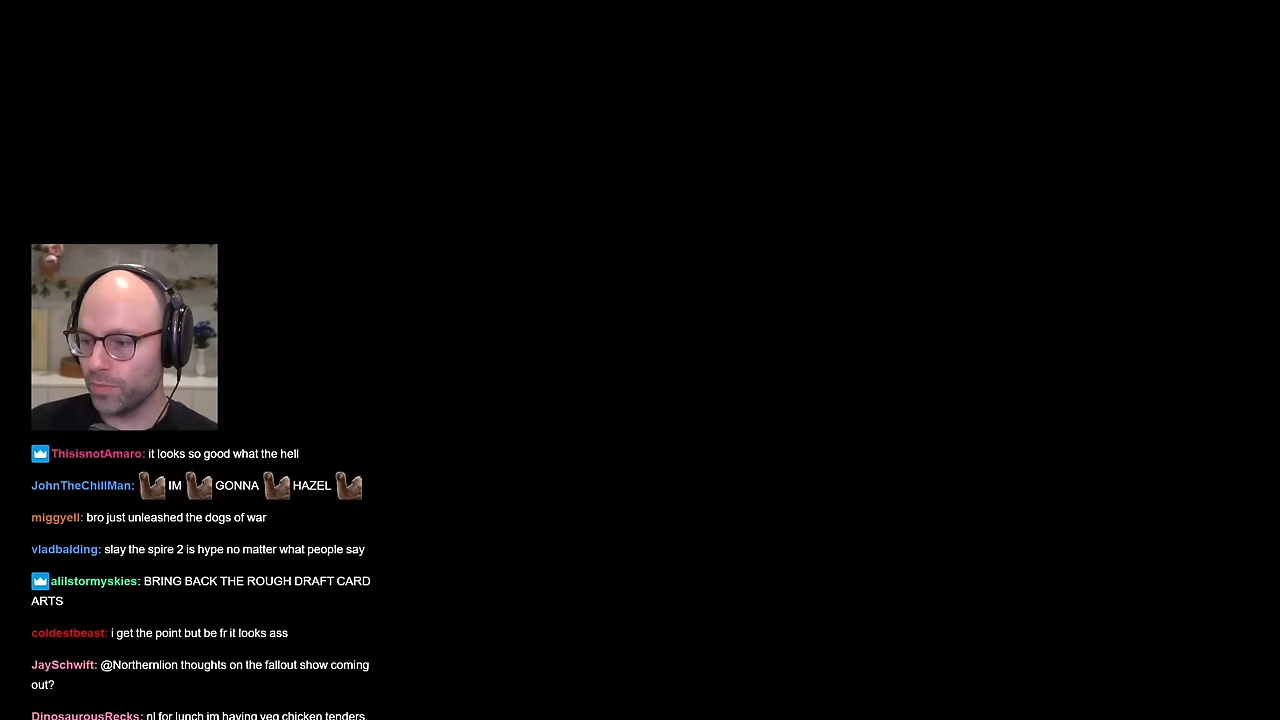 ThisisnotAmaro: it looks so good what the hell
JohnTheChillMan: IM GONNA HAZEL
miggyell: bro just unleashed the dogs of war
vladbalding: slay the spire 2 is hype no matter what people say
alilstormyskies: BRING BACK THE ROUGH DRAFT CARD
ARTS
coldestbeast: i get the point but be fr it looks ass
JaySchwift: @Northernlion thoughts on the fallout show coming
out?
DinosaurousRecks: nl for lunch im having veg chicken tenders,